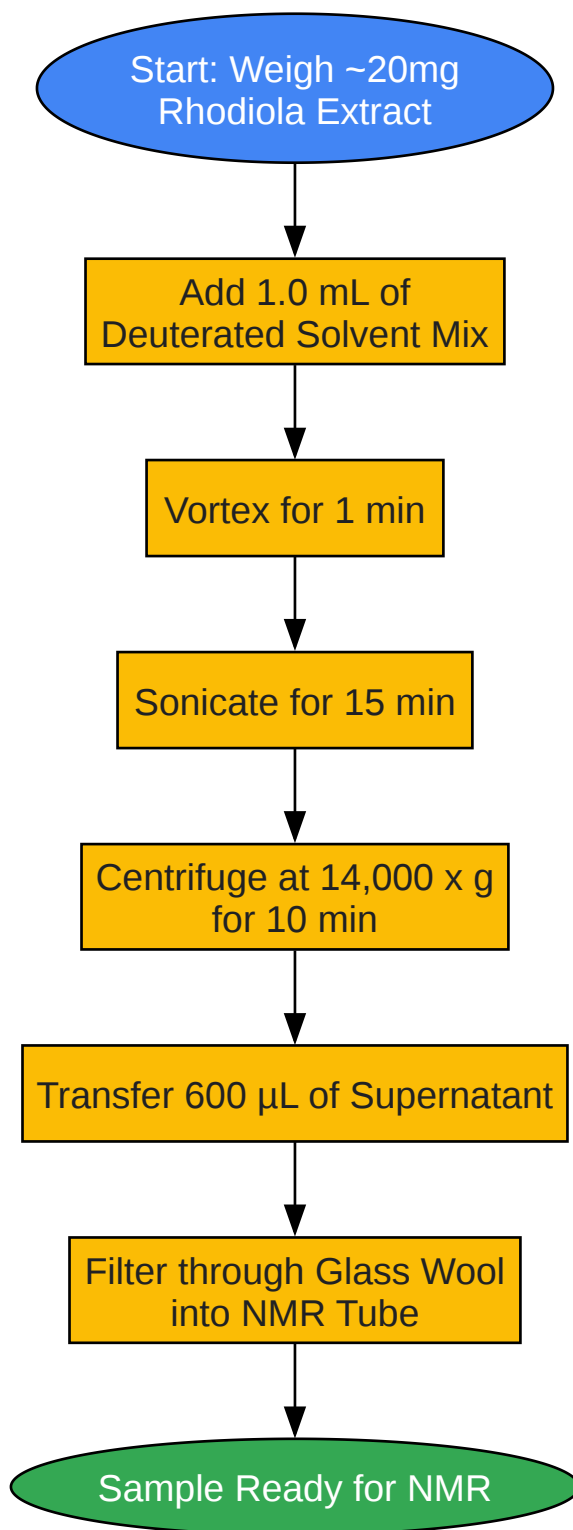 Start: Weigh ~20mg
Rhodiola Extract
Add 1.0 mL of
Deuterated Solvent Mix
Vortex for 1 min
Sonicate for 15 min
Centrifuge at 14,000 x g
for 10 min
Transfer 600 µL of Supernatant
Filter through Glass Wool
into NMR Tube
Sample Ready for NMR